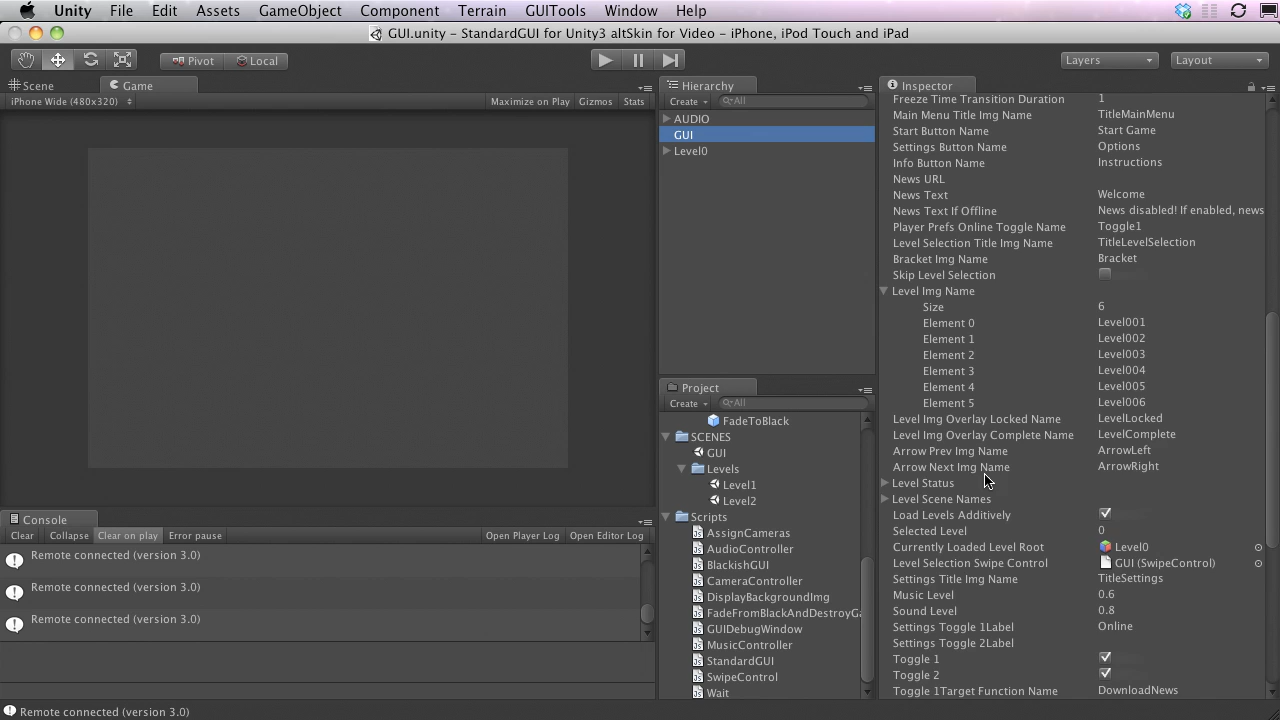 Unity File Edit Assets GameObject Component Terrain GUITools Window Help
GUI.unity - StandardGUI for Unity3 altSkin for Video - iPhone, iPod Touch and iPad
Pivot Local Layers Layout
Scene Game
iPhone Wide (480x320) Maximize on Play Gizmos Stats
Hierarchy
Create All
AUDIO
GUI
Level0
Project
Create All
FadeToBlack
SCENES
GUI
Levels
Level1
Level2
Scripts
AssignCameras
AudioController
BlackishGUI
CameraController
DisplayBackgroundImg
FadeFromBlackAndDestroyGa
GUIDebugWindow
MusicController
StandardGUI
SwipeControl
Wait
Console
Clear Collapse Clear on play Error pause Open Player Log Open Editor Log
Remote connected (version 3.0)
Remote connected (version 3.0)
Remote connected (version 3.0)
Remote connected (version 3.0)
Inspector
Freeze Time Transition Duration 1
Main Menu Title Img Name TitleMainMenu
Start Button Name Start Game
Settings Button Name Options
Info Button Name Instructions
News URL
News Text Welcome
News Text If Offline News disabled! If enabled, news
Player Prefs Online Toggle Name Toggle1
Level Selection Title Img Name TitleLevelSelection
Bracket Img Name Bracket
Skip Level Selection
Level Img Name
Size 6
Element 0 Level001
Element 1 Level002
Element 2 Level003
Element 3 Level004
Element 4 Level005
Element 5 Level006
Level Img Overlay Locked Name LevelLocked
Level Img Overlay Complete Name LevelComplete
Arrow Prev Img Name ArrowLeft
Arrow Next Img Name ArrowRight
Level Status
Level Scene Names
Load Levels Additively
Selected Level 0
Currently Loaded Level Root Level0
Level Selection Swipe Control GUI (SwipeControl)
Settings Title Img Name TitleSettings
Music Level 0.6
Sound Level 0.8
Settings Toggle 1Label Online
Settings Toggle 2Label
Toggle 1
Toggle 2
Toggle 1Target Function Name DownloadNews